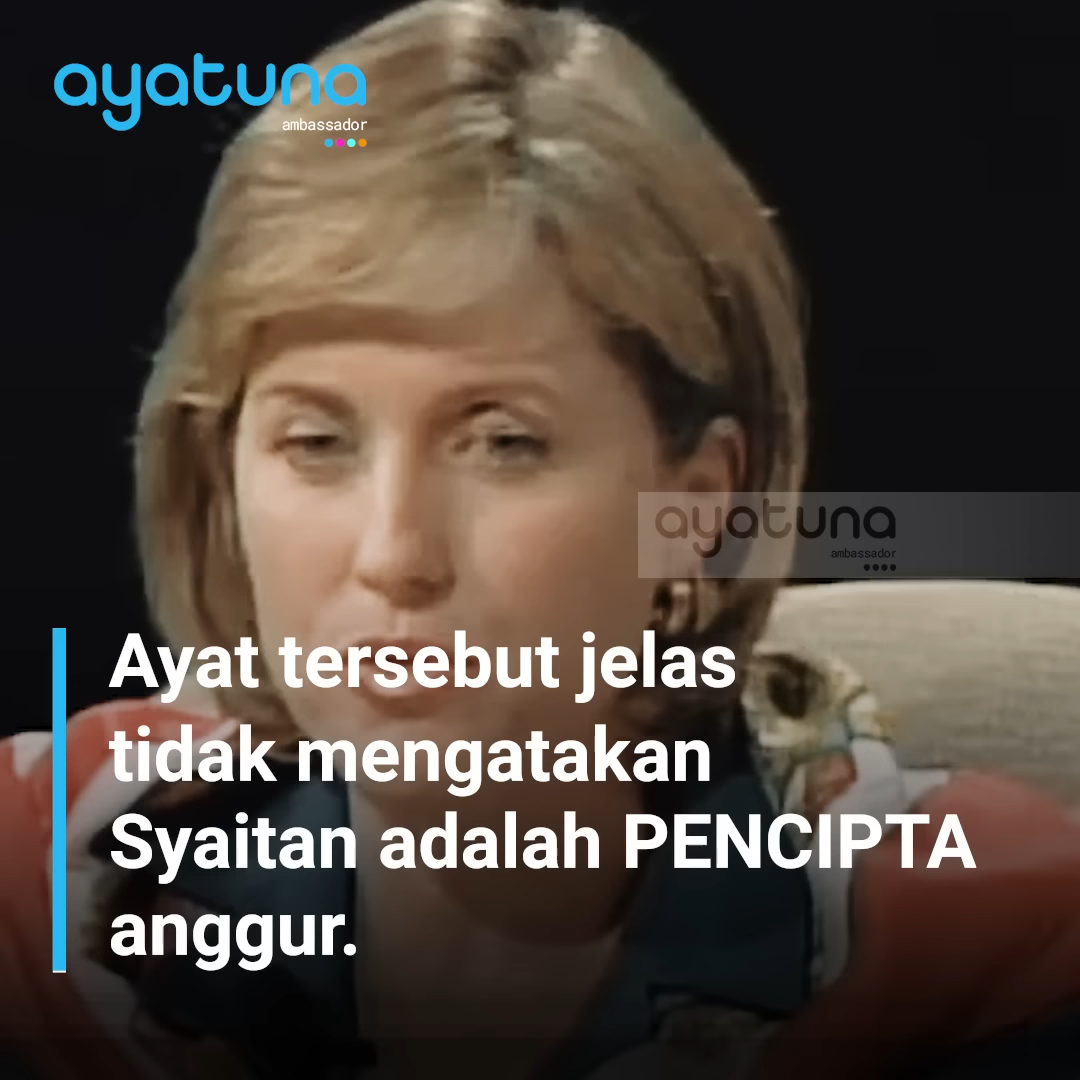 ayatuna
ambassador
ayatuna
ambassador
Ayat tersebut jelas
tidak mengatakan
Syaitan adalah PENCIPTA
anggur.